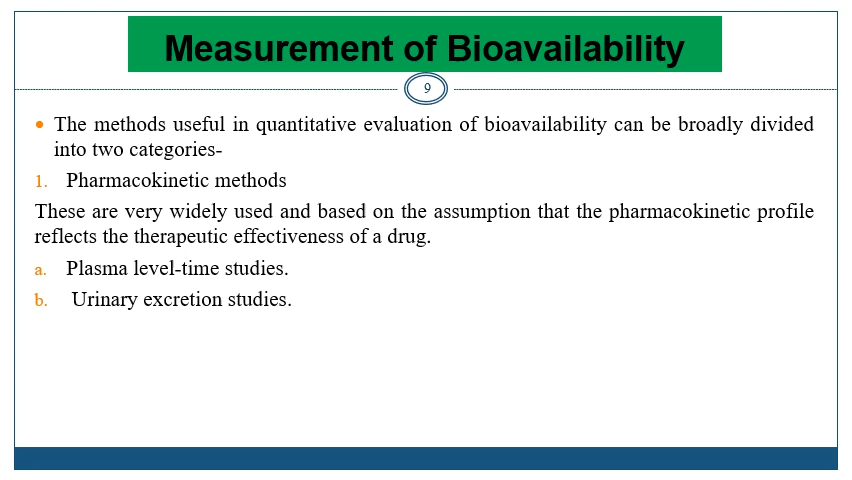 Measurement of Bioavailability
9
• The methods useful in quantitative evaluation of bioavailability can be broadly divided
into two categories-
1. Pharmacokinetic methods
These are very widely used and based on the assumption that the pharmacokinetic profile
reflects the therapeutic effectiveness of a drug.
a. Plasma level-time studies.
b. Urinary excretion studies.